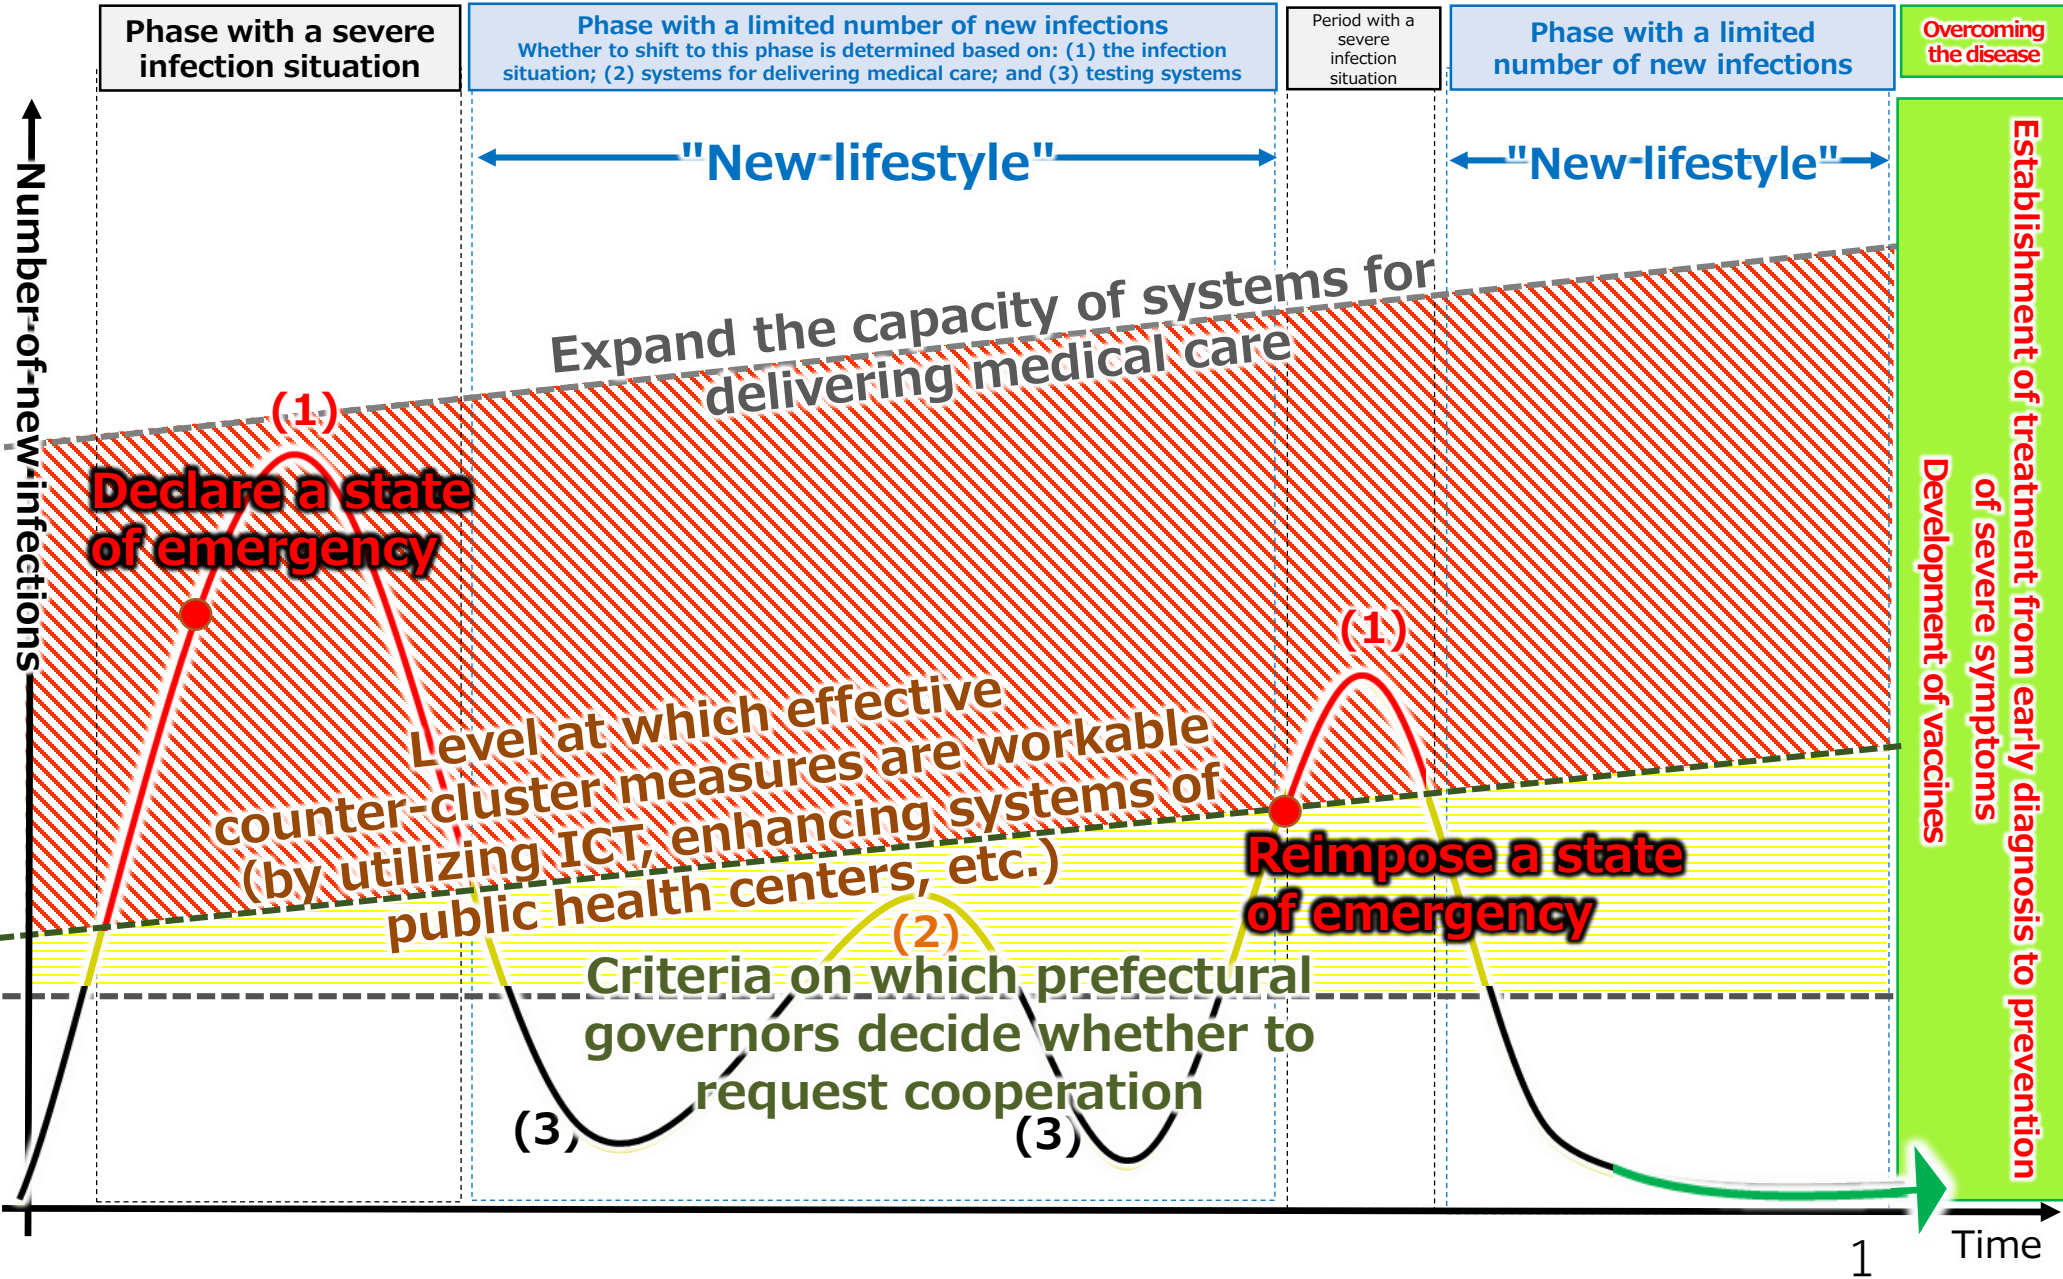 Phase with a severe
infection situation
Phase with a limited number of new infections
Whether to shift to this phase is determined based on: (1) the infection
situation; (2) systems for delivering medical care; and (3) testing systems
Period with a
severe
infection
situation
Phase with a limited
number of new infections
Overcoming
the disease
"New-lifestyle"
"New-lifestyle"
Number-of-new-infections
Expand the capacity of systems for
delivering medical care
(1)
Declare a state
of emergency
(1)
Level at which effective
counter-cluster measures are workable
(by utilizing ICT, enhancing systems of
public health centers, etc.)
Reimpose a state
of emergency
(2)
Criteria on which prefectural
governors decide whether to
request cooperation
(3)
(3)
Establishment of treatment from early diagnosis to prevention
of severe symptoms
Development of vaccines
Time
1